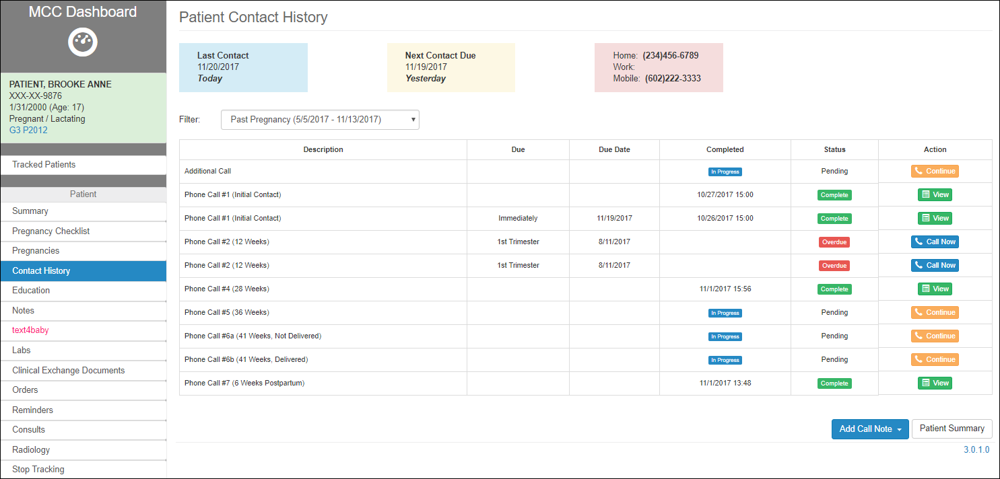 MCC Dashboard
PATIENT, BROOKE ANNE
XXX-XX-9876
1/31/2000 (Age: 17)
Pregnant / Lactating
G3 P2012
Tracked Patients
Patient
Summary
Pregnancy Checklist
Pregnancies
Contact History
Education
Notes
text4baby
Labs
Clinical Exchange Documents
Orders
Reminders
Consults
Radiology
Stop Tracking
Patient Contact History
Last Contact
11/20/2017
Today
Next Contact Due
11/19/2017
Yesterday
Home: (234)456-6789
Work:
Mobile: (602)222-3333
Filter: Past Pregnancy (5/5/2017 - 11/13/2017)
Description Due Due Date Completed Status Action
Additional Call In Progress Pending Continue
Phone Call #1 (Initial Contact) 10/27/2017 15:00 Complete View
Phone Call #1 (Initial Contact) Immediately 11/19/2017 10/26/2017 15:00 Complete View
Phone Call #2 (12 Weeks) 1st Trimester 8/11/2017 Overdue Call Now
Phone Call #2 (12 Weeks) 1st Trimester 8/11/2017 Overdue Call Now
Phone Call #4 (28 Weeks) 11/1/2017 15:56 Complete View
Phone Call #5 (36 Weeks) In Progress Pending Continue
Phone Call #6a (41 Weeks, Not Delivered) In Progress Pending Continue
Phone Call #6b (41 Weeks, Delivered) In Progress Pending Continue
Phone Call #7 (6 Weeks Postpartum) 11/1/2017 13:48 Complete View
Add Call Note Patient Summary
3.0.1.0